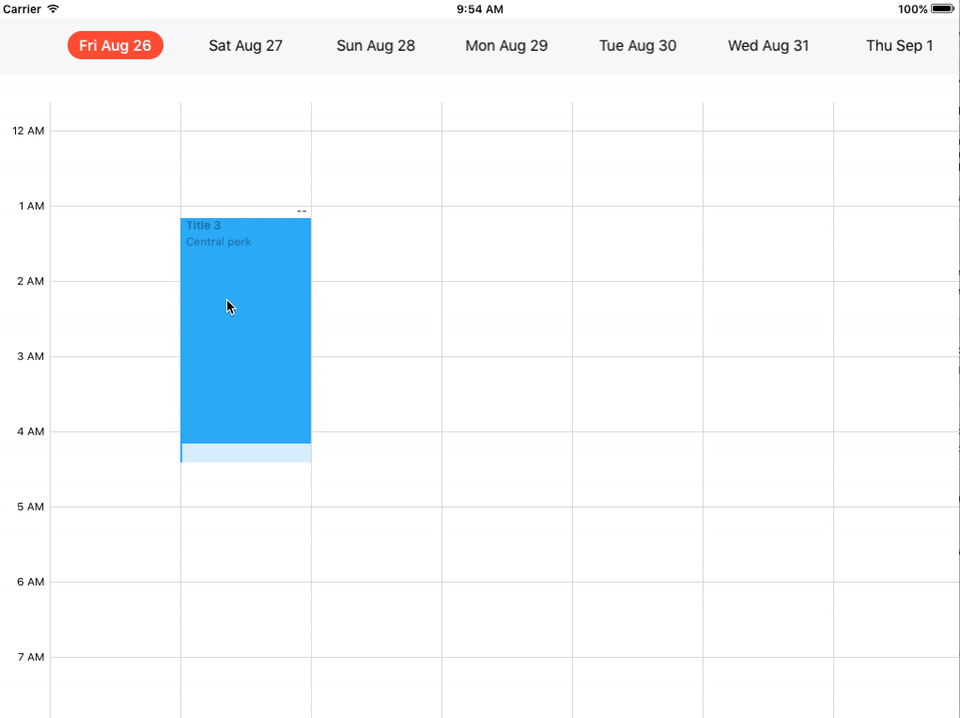 Carrier 9:54 AM 100%
Fri Aug 26 Sat Aug 27 Sun Aug 28 Mon Aug 29 Tue Aug 30 Wed Aug 31 Thu Sep 1
12 AM
1 AM
--
Title 3
Central perk
2 AM
3 AM
4 AM
5 AM
6 AM
7 AM